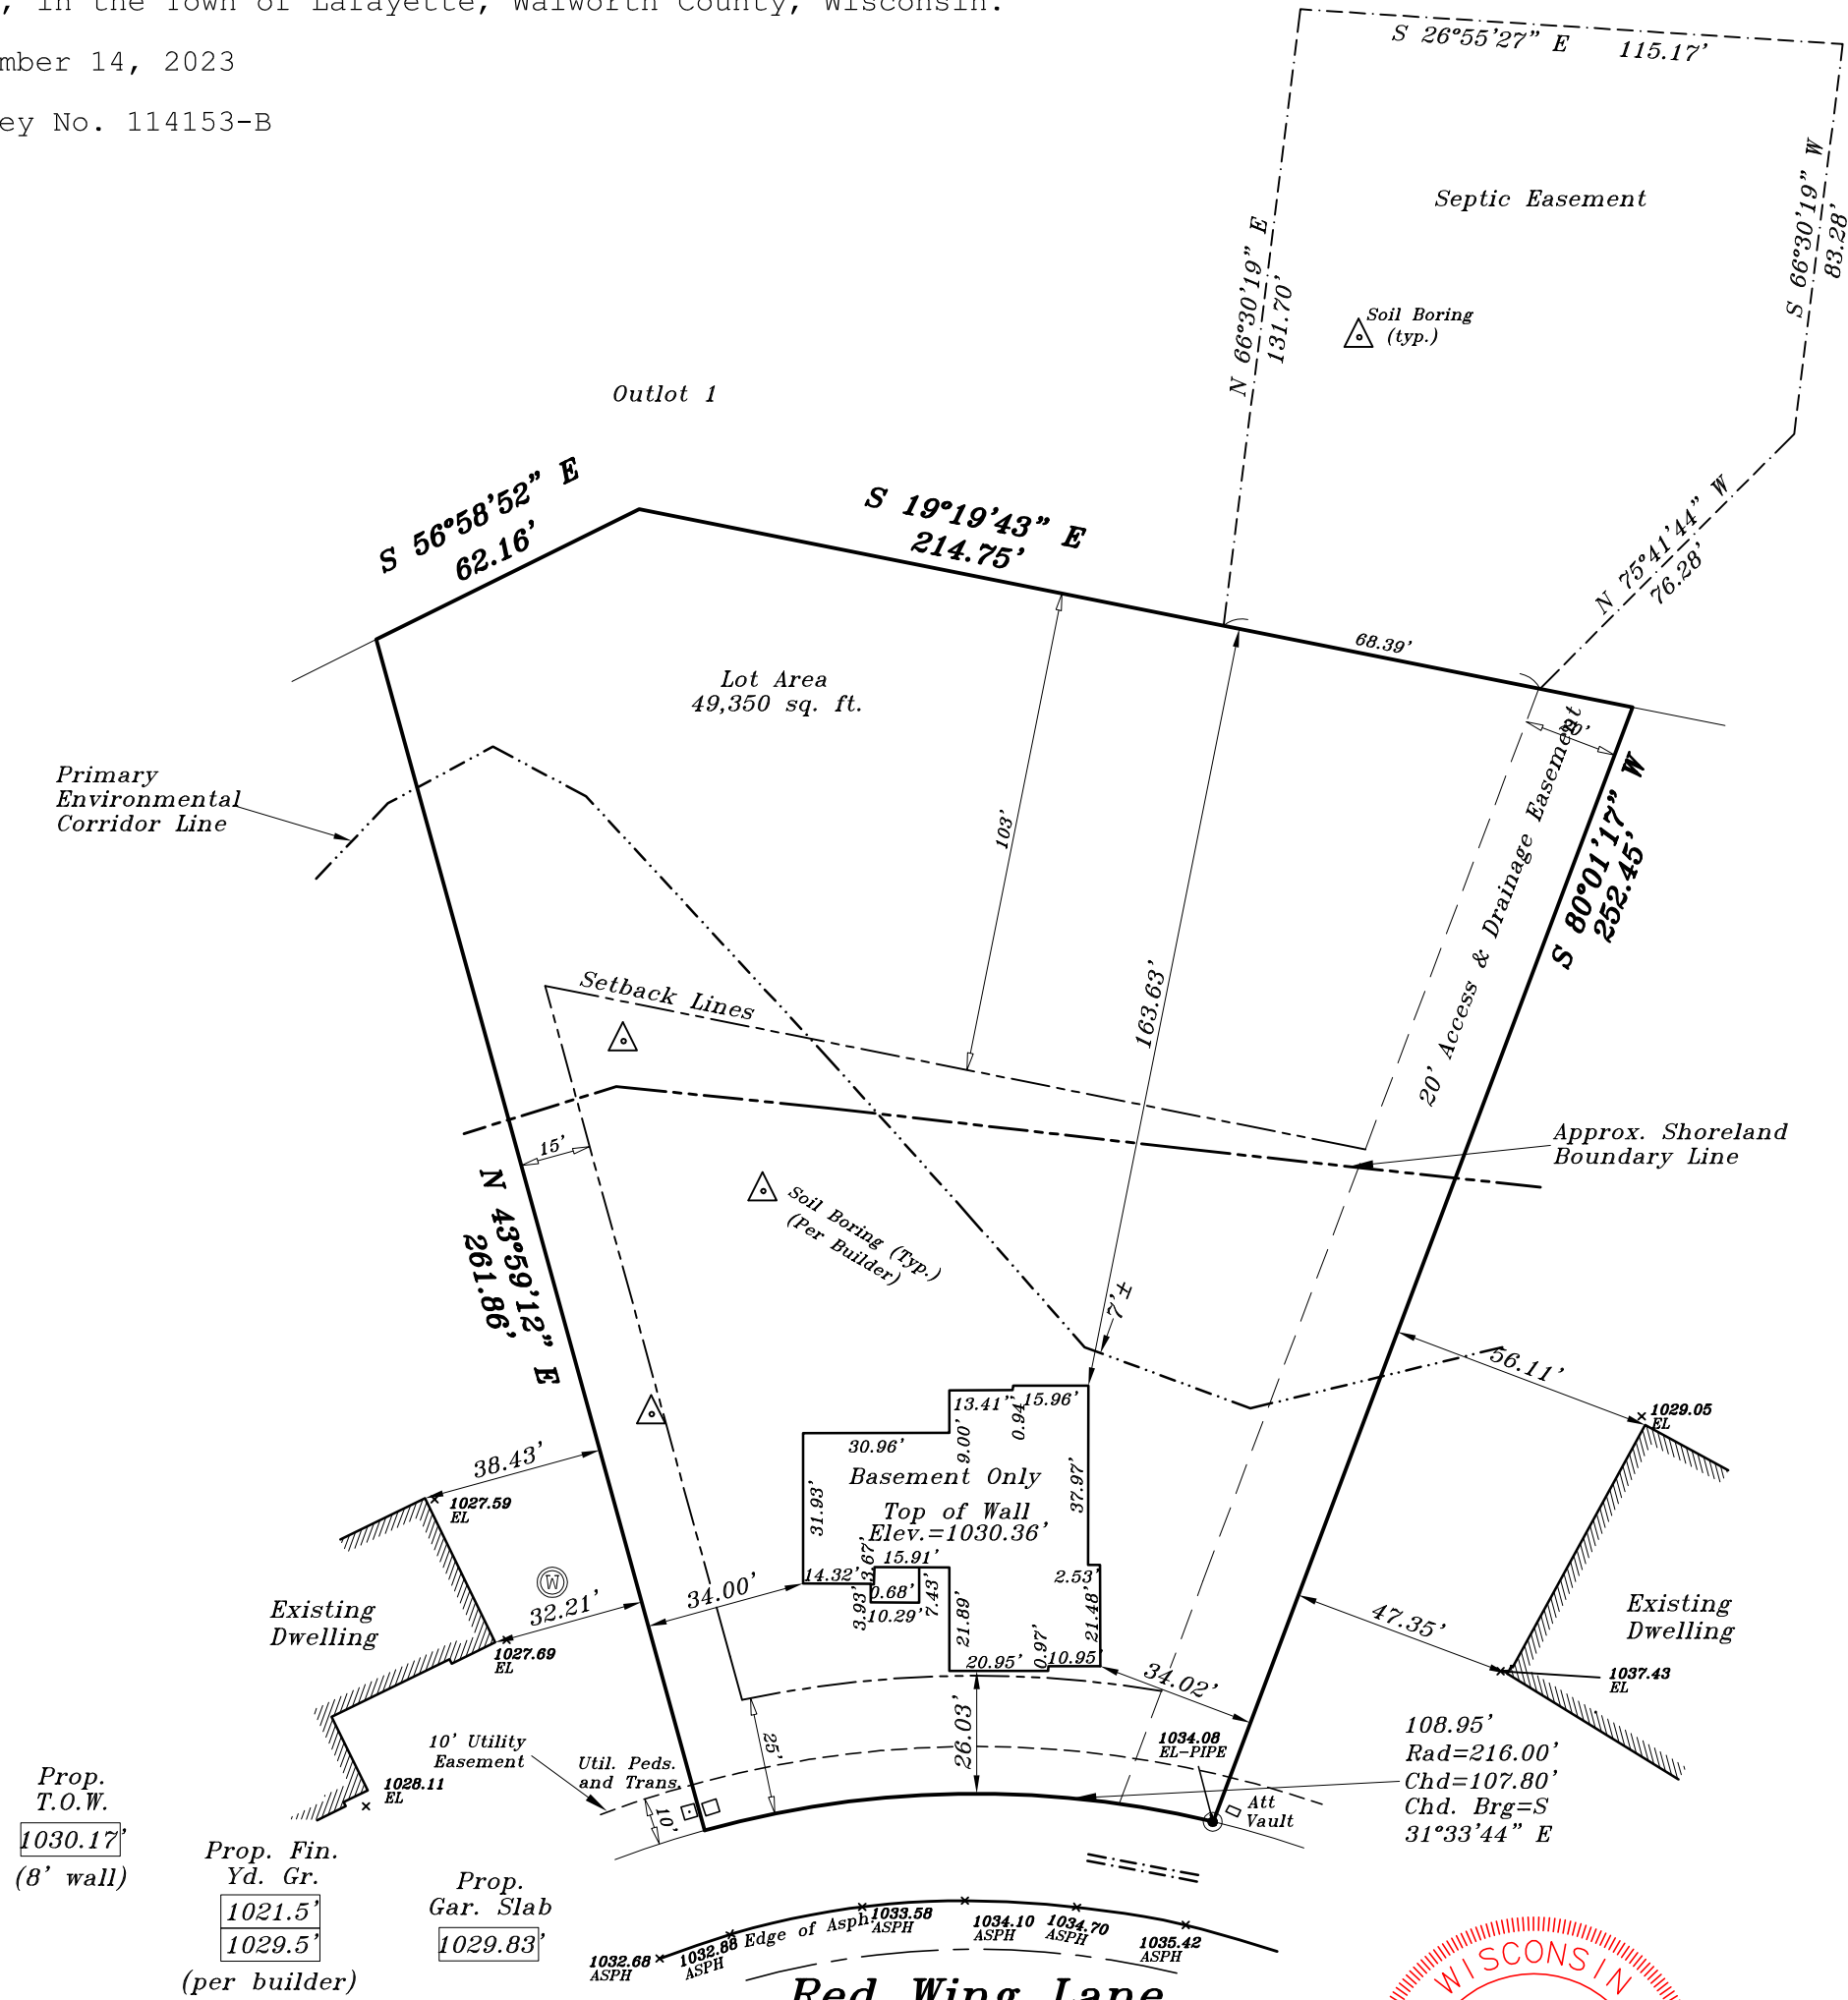 , in the Town of Lafayette, Walworth County, Wisconsin.
mber 14, 2023
ey No. 114153-B
S 26°55'27" E 115.17'
S 66°30'19" W
83.28'
Septic Easement
N 66°30'19" E
131.70'
Soil Boring
(typ.)
Outlot 1
S 56°58'52" E
62.16'
S 19°19'43" E
214.75'
N 75°41'44" W
76.28'
68.39'
Lot Area
49,350 sq. ft.
20'
Primary
Environmental
Corridor Line
103'
20' Access & Drainage Easement
S 80°01'17" W
252.45'
Setback Lines
163.63'
15'
Approx. Shoreland
Boundary Line
N 43°59'12" E
261.86'
Soil Boring (Typ.)
(Per Builder)
7'±
56.11'
1029.05
EL
38.43'
1027.59
EL
13.41'
15.96'
0.94'
9.00'
30.96'
Basement Only
37.97'
31.93'
Top of Wall
Elev.=1030.36'
15.91'
3.67'
14.32'
0.68'
7.43'
3.93'
10.29'
21.89'
2.53'
21.48'
0.97'
20.95'
10.95'
W
32.21'
34.00'
Existing
Dwelling
1027.69
EL
47.35'
Existing
Dwelling
1037.43
EL
34.02'
26.03'
25'
10' Utility
Easement
Util. Peds.
and Trans.
10'
1034.08
EL-PIPE
Att
Vault
108.95'
Rad=216.00'
Chd=107.80'
Chd. Brg=S
31°33'44" E
1028.11
EL
Prop.
T.O.W.
1030.17'
(8' wall)
Prop. Fin.
Yd. Gr.
1021.5'
1029.5'
(per builder)
Prop.
Gar. Slab
1029.83'
1032.68
ASPH
1032.88
ASPH
Edge of Asph.
1033.58
ASPH
1034.10
ASPH
1034.70
ASPH
1035.42
ASPH
Red Wing Lane
WISCONSIN